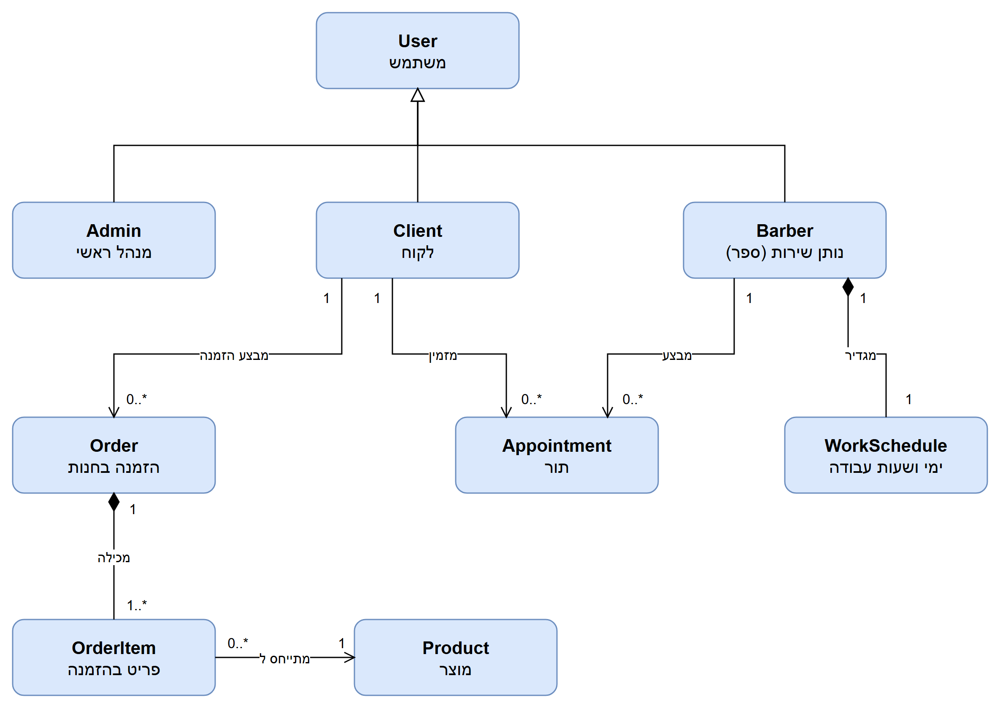 User
משתמש
Admin
מנהל ראשי
Client
לקוח
Barber
נותן שירות (ספר)
1
1
1
1
מבצע הזמנה
מזמין
מבצע
מגדיר
0..*
0..*
0..*
1
Order
הזמנה בחנות
Appointment
תור
WorkSchedule
ימי ושעות עבודה
1
מכילה
1..*
OrderItem
פריט בהזמנה
0..*
1
מתייחס ל
Product
מוצר